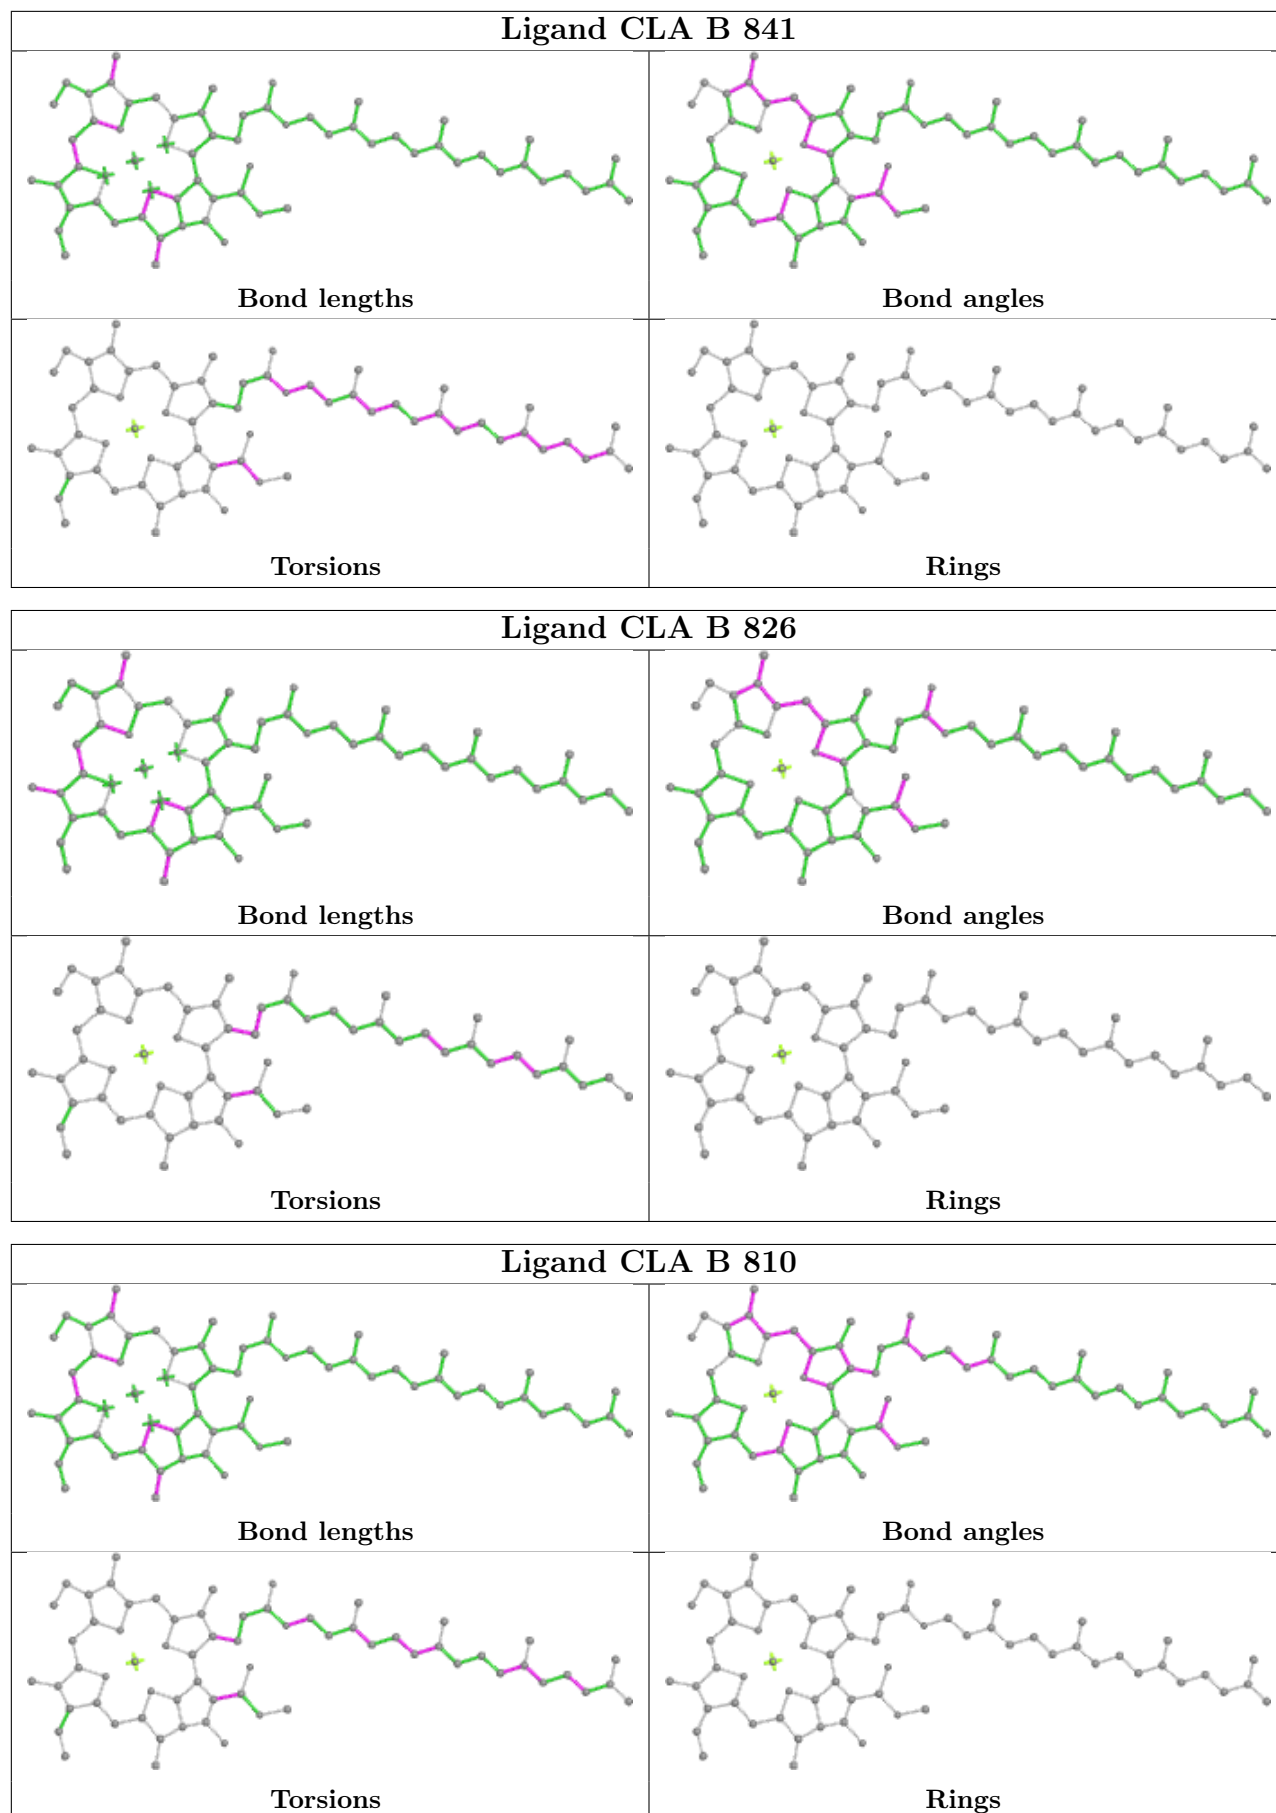 Ligand CLA B 841
Bond lengths
Bond angles
Torsions
Rings
Ligand CLA B 826
Bond lengths
Bond angles
Torsions
Rings
Ligand CLA B 810
Bond lengths
Bond angles
Torsions
Rings